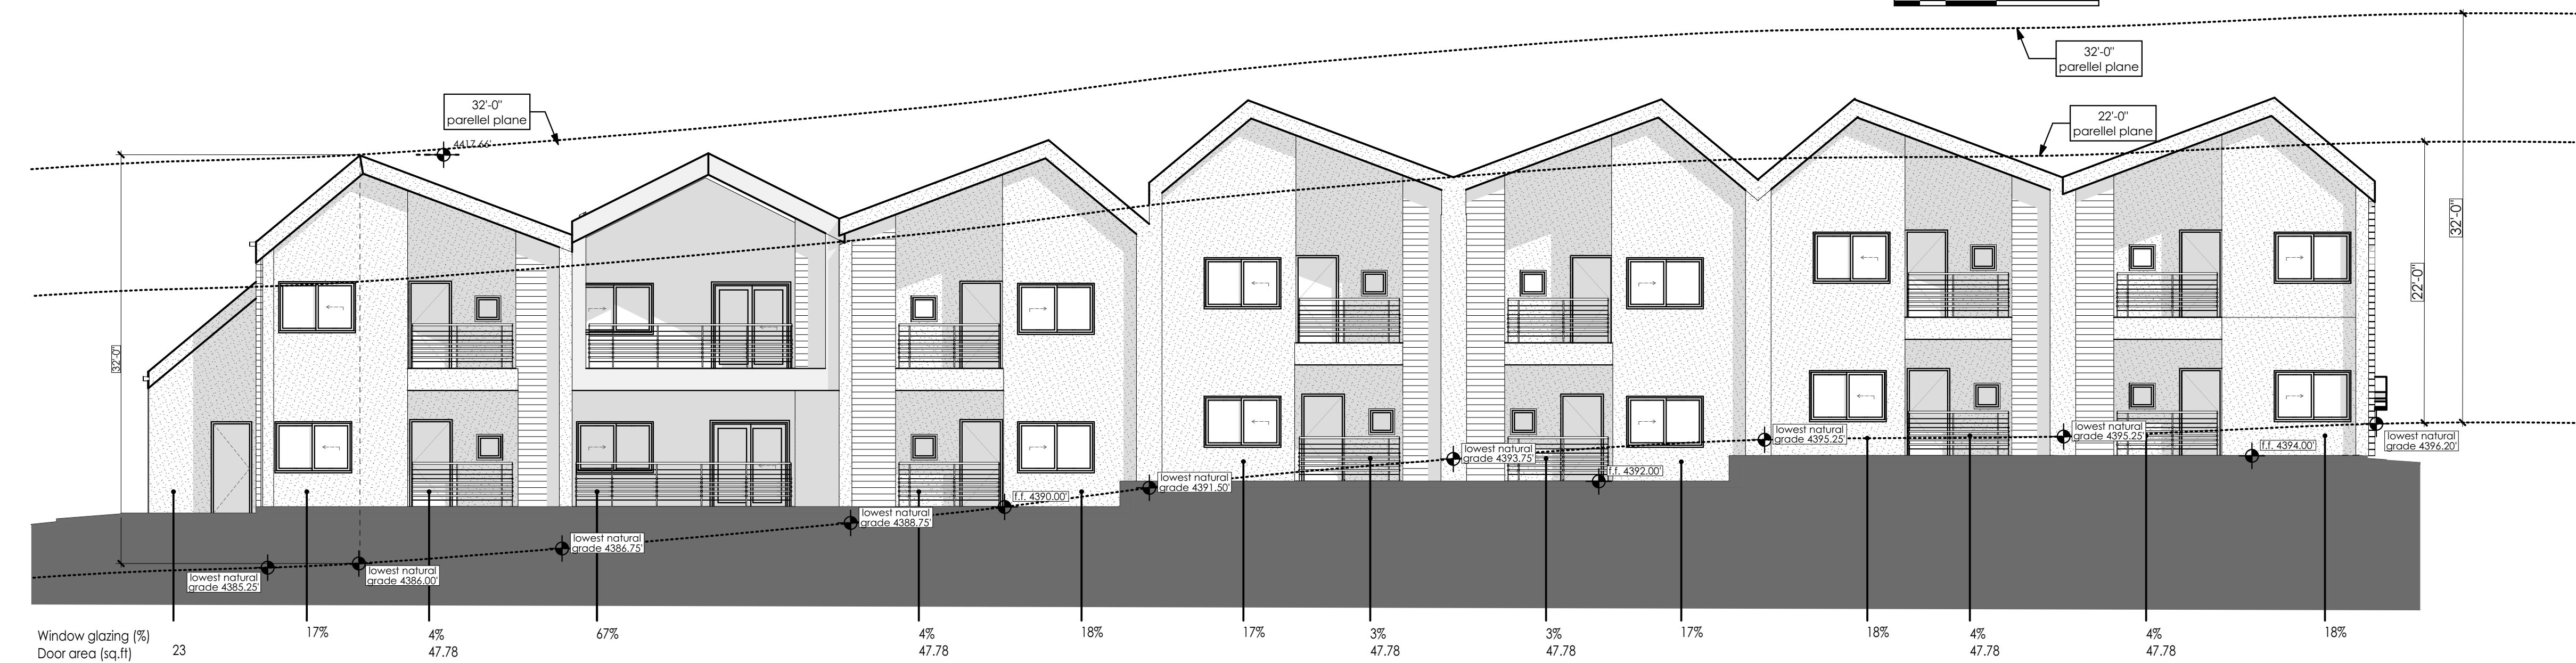 32'-0"
parellel plane
32'-0"
parellel plane
22'-0"
parellel plane
4417.66'
32'-0"
22'-0"
32'-0"
lowest natural
grade 4385.25'
lowest natural
grade 4386.00'
lowest natural
grade 4386.75'
lowest natural
grade 4388.75'
f.f. 4390.00'
lowest natural
grade 4391.50'
lowest natural
grade 4393.75'
f.f. 4392.00'
lowest natural
grade 4395.25'
lowest natural
grade 4395.25'
f.f. 4394.00'
lowest natural
grade 4396.20'
Window glazing (%) 17% 4% 67% 4% 18% 17% 3% 3% 17% 18% 4% 4% 18%
Door area (sq.ft) 23 47.78 47.78 47.78 47.78 47.78 47.78